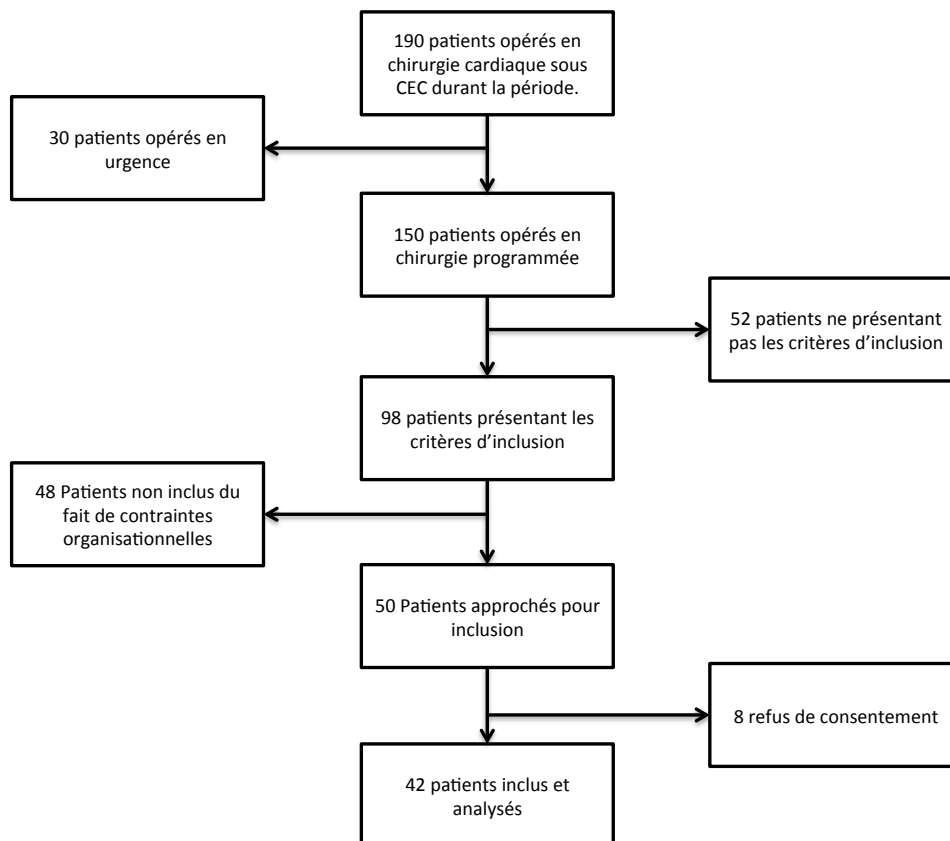 190 patients opérés en
chirurgie cardiaque sous
CEC durant la période.
30 patients opérés en
urgence
150 patients opérés en
chirurgie programmée
52 patients ne présentant
pas les critères d’inclusion
98 patients présentant les
critères d’inclusion
48 Patients non inclus du
fait de contraintes
organisationnelles
50 Patients approchés pour
inclusion
8 refus de consentement
42 patients inclus et
analysés